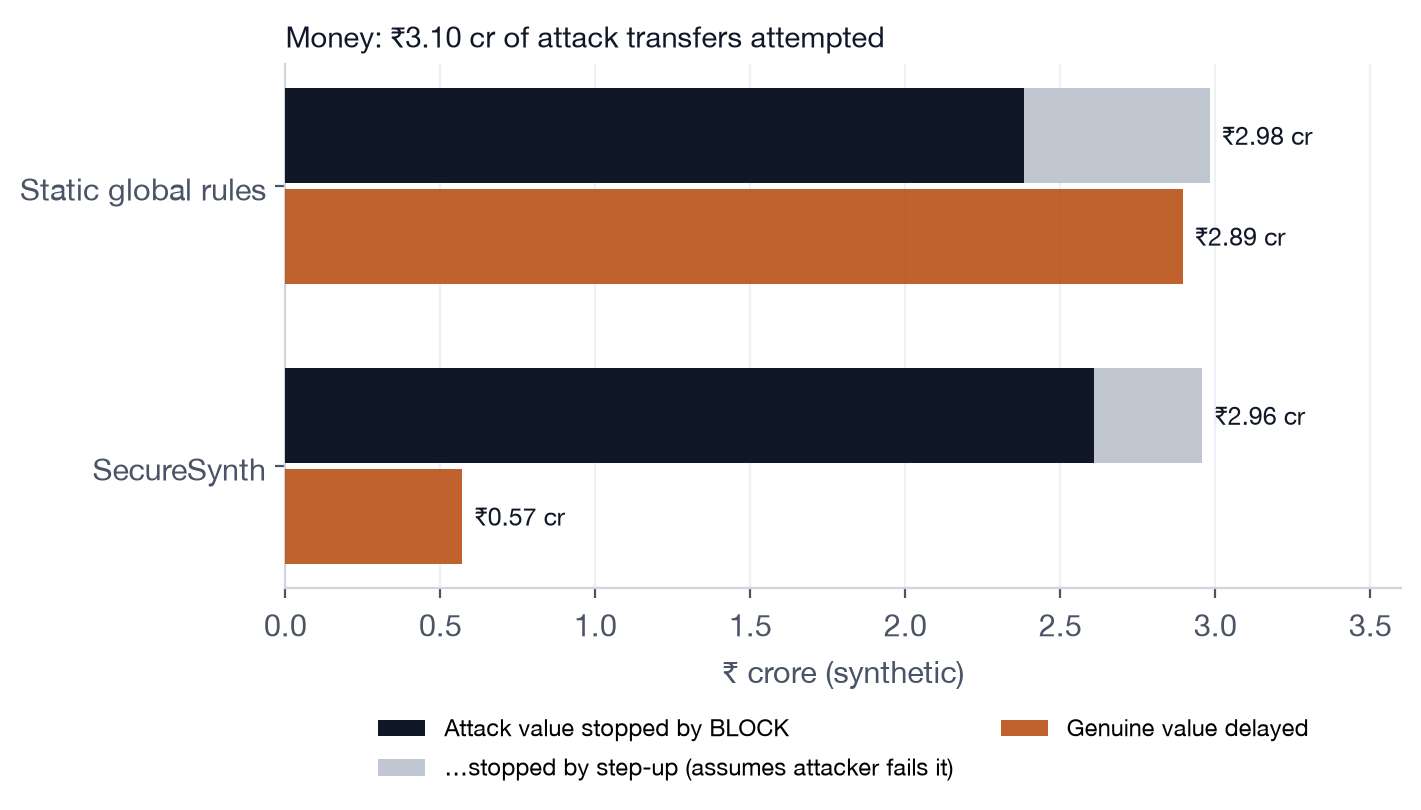 Money: ₹3.10 cr of attack transfers attempted
₹2.98 cr
Static global rules
₹2.89 cr
₹2.96 cr
SecureSynth
₹0.57 cr
0.0 0.5 1.0 1.5 2.0 2.5 3.0 3.5
₹ crore (synthetic)
Attack value stopped by BLOCK
Genuine value delayed
...stopped by step-up (assumes attacker fails it)